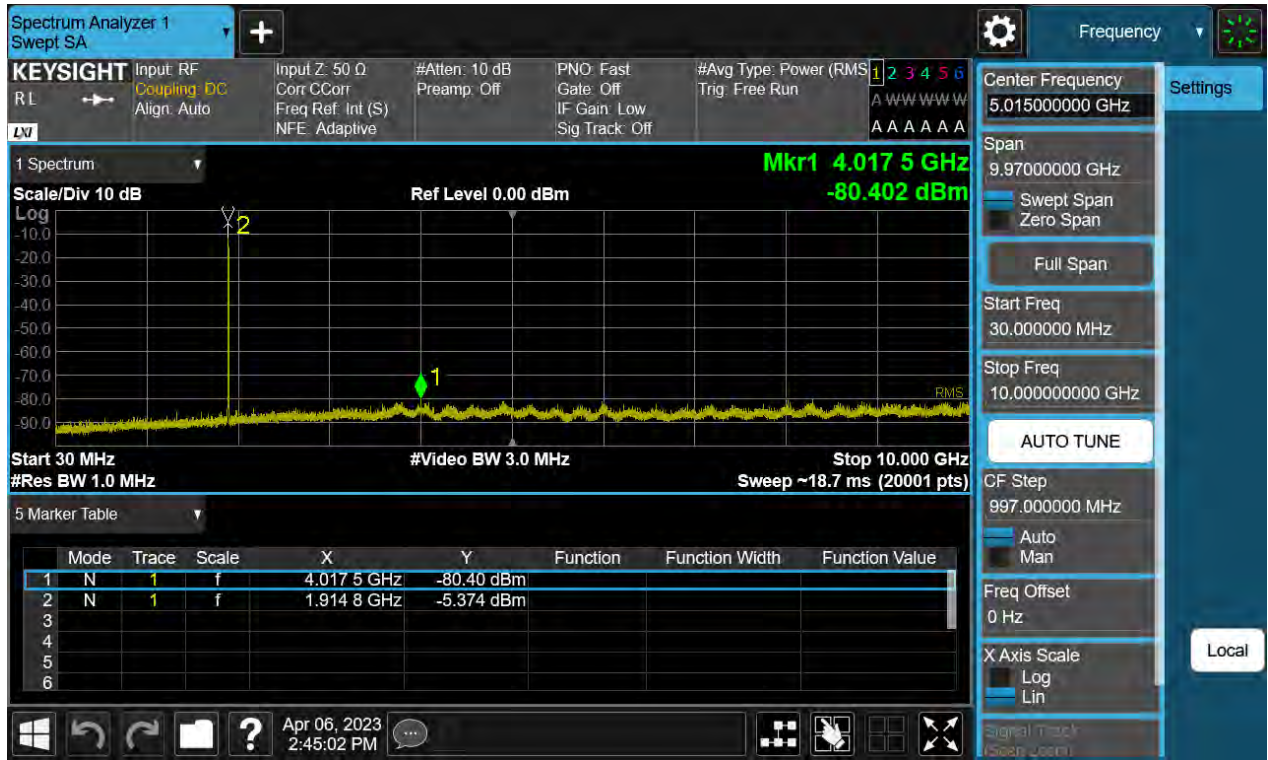 Spectrum Analyzer 1
Swept SA
+
Frequency
KEYSIGHT
RL
LXI
Input: RF
Coupling: DC
Align: Auto
Input Z: 50 Ω
Corr CCorr
Freq Ref: Int (S)
NFE: Adaptive
#Atten: 10 dB
Preamp: Off
PNO: Fast
Gate: Off
IF Gain: Low
Sig Track: Off
#Avg Type: Power (RMS
Trig: Free Run
1 2 3 4 5 6
A W W W W W
A A A A A A
Center Frequency
5.015000000 GHz
Settings
Span
9.97000000 GHz
Swept Span
Zero Span
Full Span
Start Freq
30.000000 MHz
Stop Freq
10.000000000 GHz
AUTO TUNE
CF Step
997.000000 MHz
Auto
Man
Freq Offset
0 Hz
X Axis Scale
Log
Lin
Signal Track
(Span Zoom)
Local
1 Spectrum
Mkr1 4.017 5 GHz
-80.402 dBm
Scale/Div 10 dB
Ref Level 0.00 dBm
Log
-10.0
-20.0
-30.0
-40.0
-50.0
-60.0
-70.0
-80.0
-90.0
2
1
RMS
Start 30 MHz
#Video BW 3.0 MHz
Stop 10.000 GHz
#Res BW 1.0 MHz
Sweep ~18.7 ms (20001 pts)
5 Marker Table
Mode Trace Scale X Y Function Function Width Function Value
1 N 1 f 4.017 5 GHz -80.40 dBm
2 N 1 f 1.914 8 GHz -5.374 dBm
3
4
5
6
?
Apr 06, 2023
2:45:02 PM